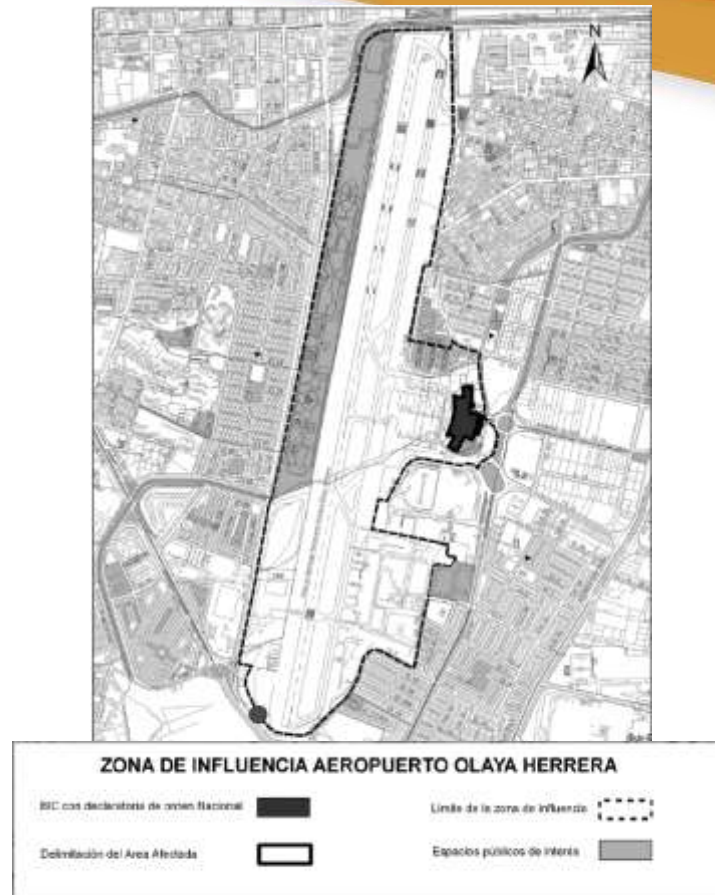 N
ZONA DE INFLUENCIA AEROPUERTO OLAYA HERRERA
BIC con declaratoria de orden Nacional
Límite de la zona de influencia
Delimitación del Area Afectada
Espacios públicos de interés